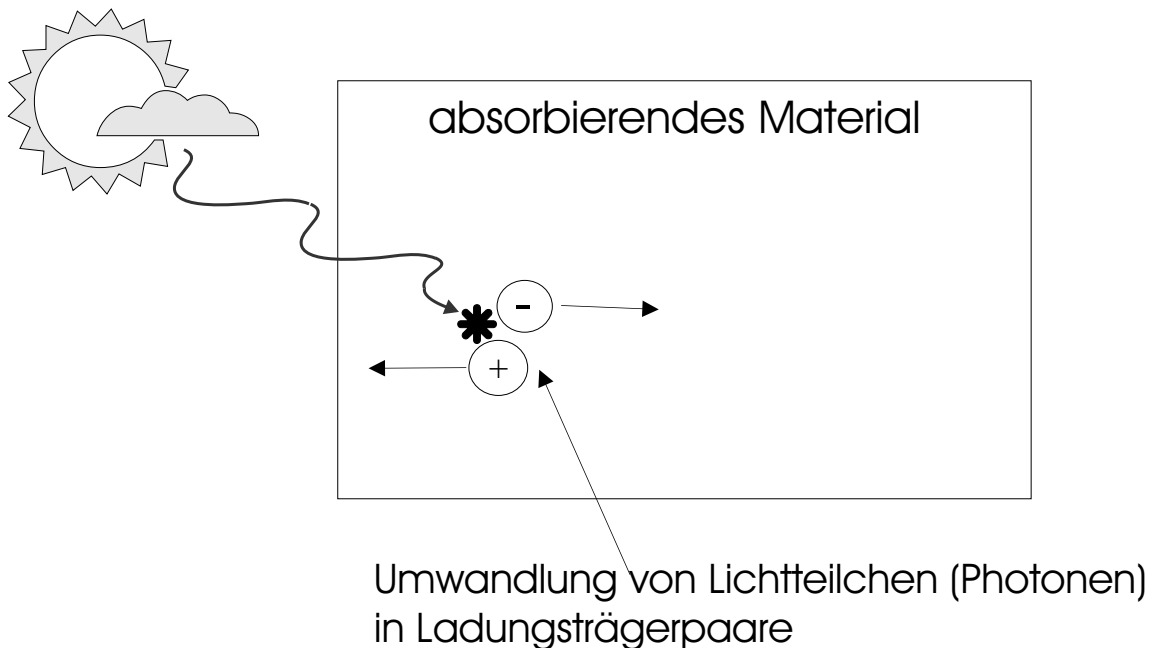 absorbierendes Material
-
+
Umwandlung von Lichtteilchen (Photonen)
in Ladungsträgerpaare